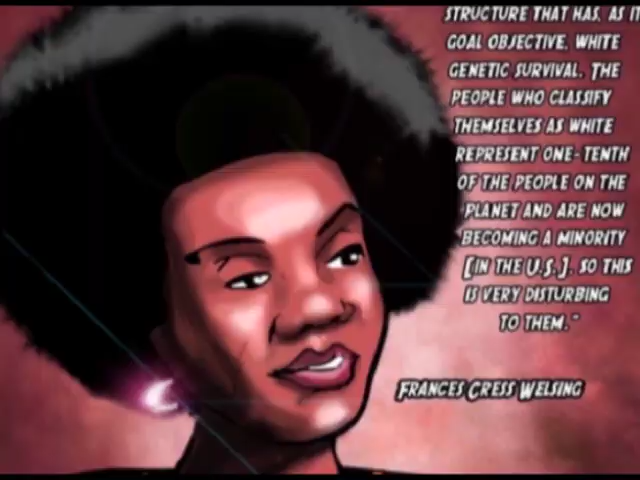 STRUCTURE THAT HAS, AS IT
GOAL OBJECTIVE, WHITE
GENETIC SURVIVAL. THE
PEOPLE WHO CLASSIFY
THEMSELVES AS WHITE
REPRESENT ONE-TENTH
OF THE PEOPLE ON THE
PLANET AND ARE NOW
BECOMING A MINORITY
[IN THE U.S.]. SO THIS
IS VERY DISTURBING
TO THEM."
FRANCES CRESS WELSING